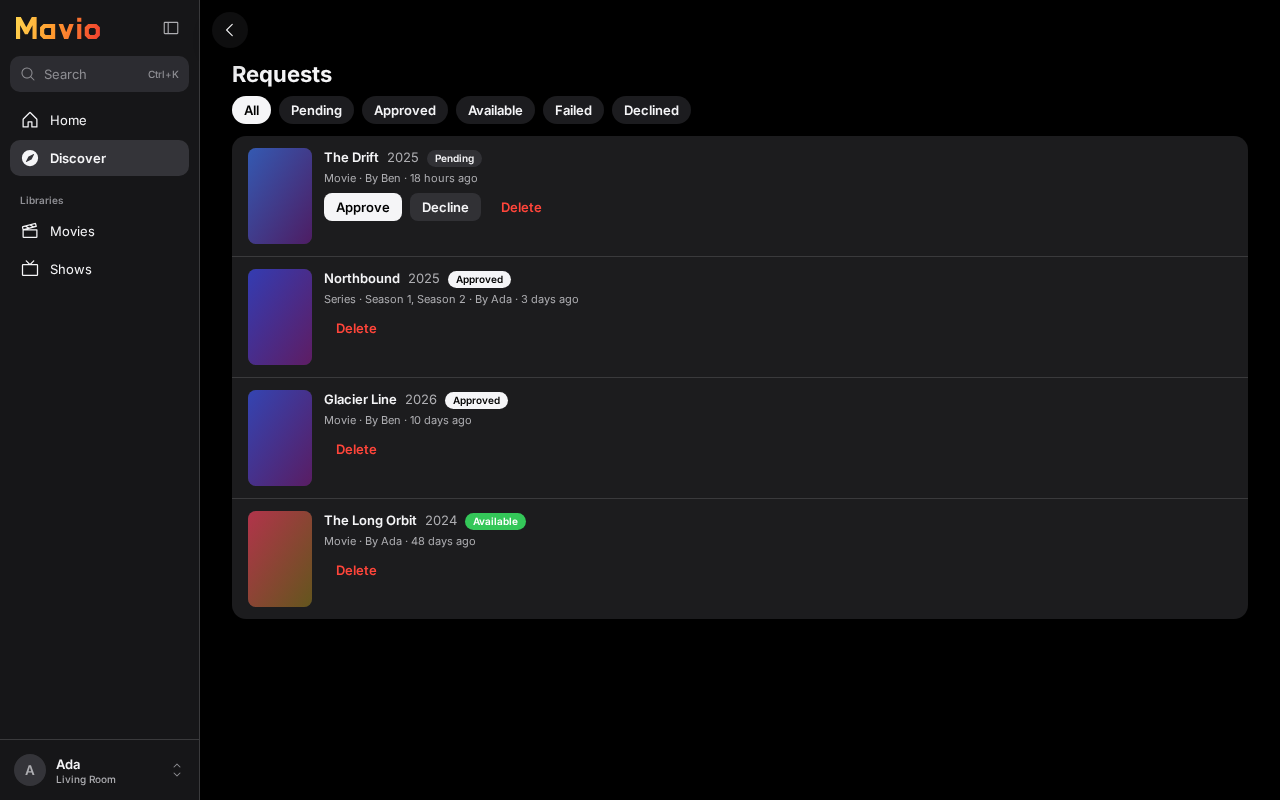 Mavio
Search Ctrl+K
Home
Discover
Libraries
Movies
Shows
A
Ada
Living Room
Requests
All Pending Approved Available Failed Declined
The Drift 2025 Pending
Movie · By Ben · 18 hours ago
Approve Decline Delete
Northbound 2025 Approved
Series · Season 1, Season 2 · By Ada · 3 days ago
Delete
Glacier Line 2026 Approved
Movie · By Ben · 10 days ago
Delete
The Long Orbit 2024 Available
Movie · By Ada · 48 days ago
Delete